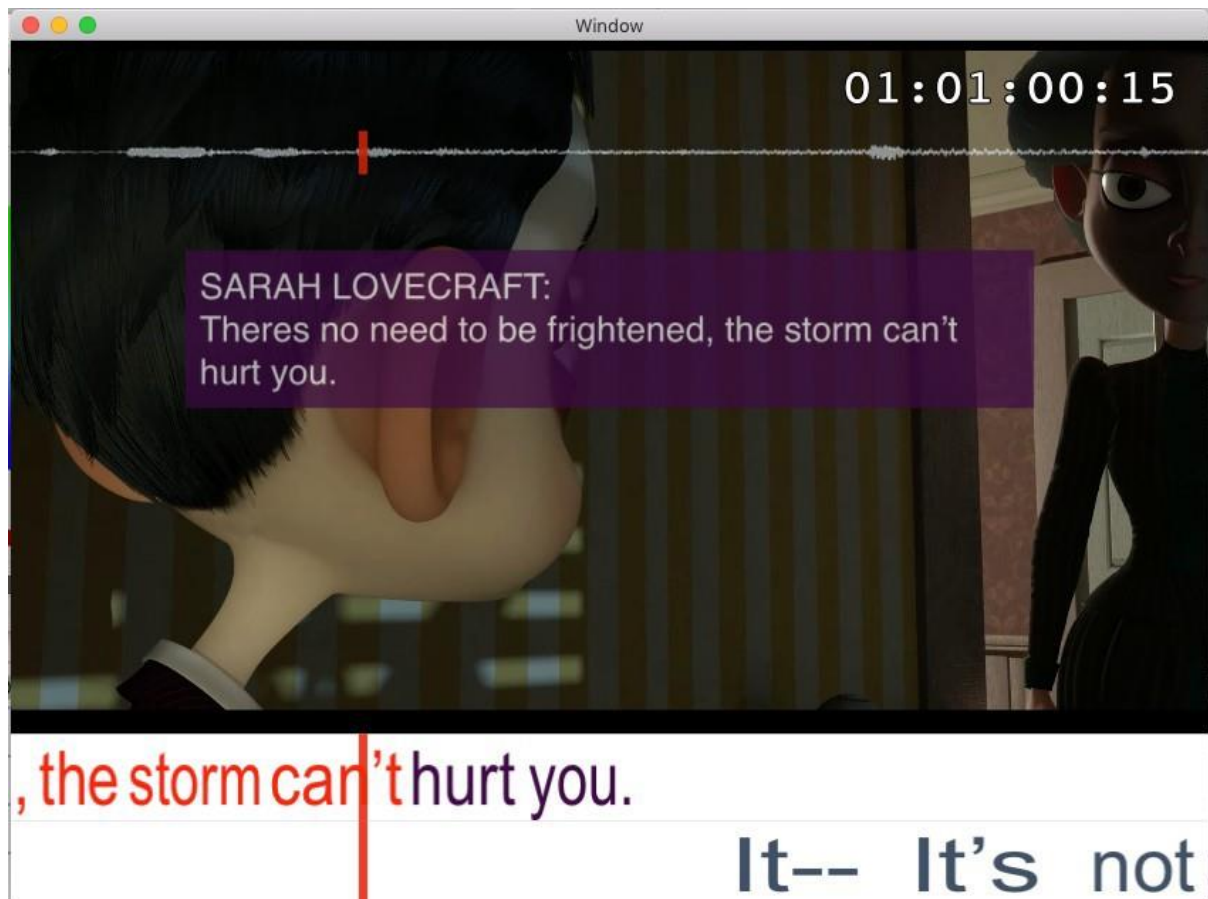 Window
01:01:00:15
SARAH LOVECRAFT:
Theres no need to be frightened, the storm can’t
hurt you.
, the storm can’t hurt you.
It-- It’s not